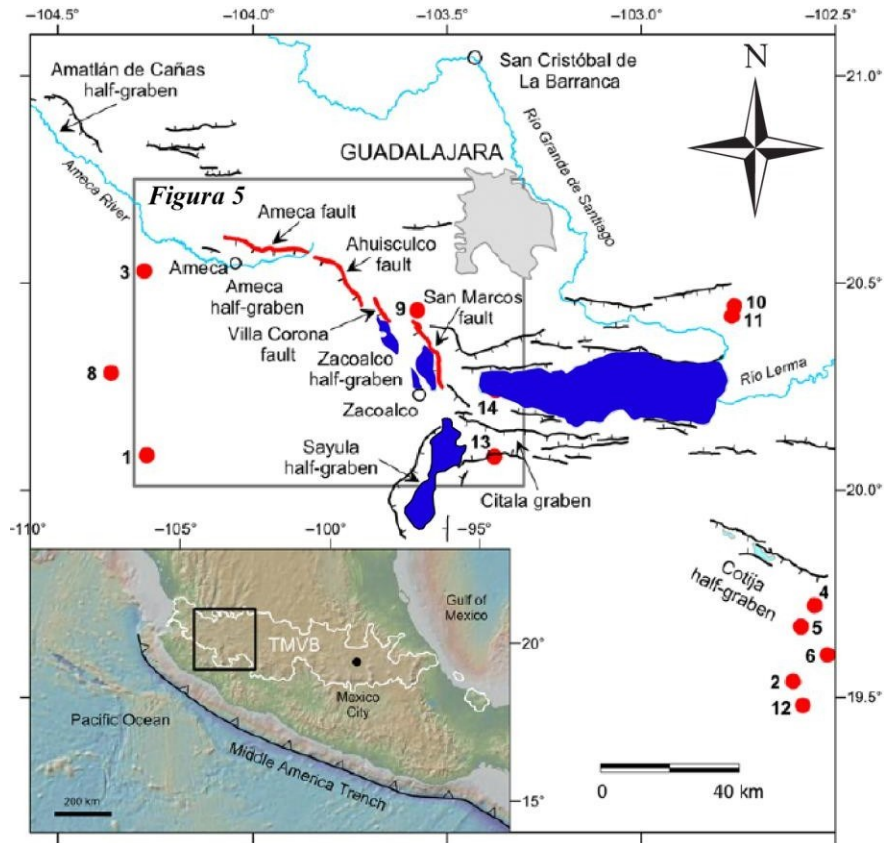 −104.5
−104.0
−103.5
−103.0
−102.5
Amatlán de Cañas
half-graben
San Cristóbal de
La Barranca
N
21.0
Ameca River
GUADALAJARA
Río Grande de Santiago
Figura 5
Ameca fault
Ahuisculco
fault
Ameca
3
Ameca
half-graben
9
San Marcos
fault
10
11
20.5
Villa Corona
fault
8
Zacoalco
half-graben
Río Lerma
Zacoalco
14
1
Sayula
half-graben
13
Citala graben
20.0
−110
−105
−100
−95
Cotija
half-graben
4
5
6
2
12
19.5
Gulf of
Mexico
TMVB
20°
Mexico
City
Pacific Ocean
Middle America Trench
15°
200 km
0
40 km